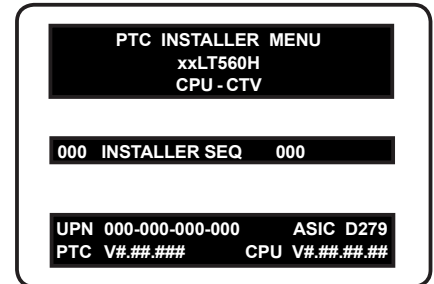 PTC INSTALLER MENU
xxLT560H
CPU - CTV
000 INSTALLER SEQ 000
UPN 000-000-000-000 ASIC D279
PTC V#.##.### CPU V#.##.##.##